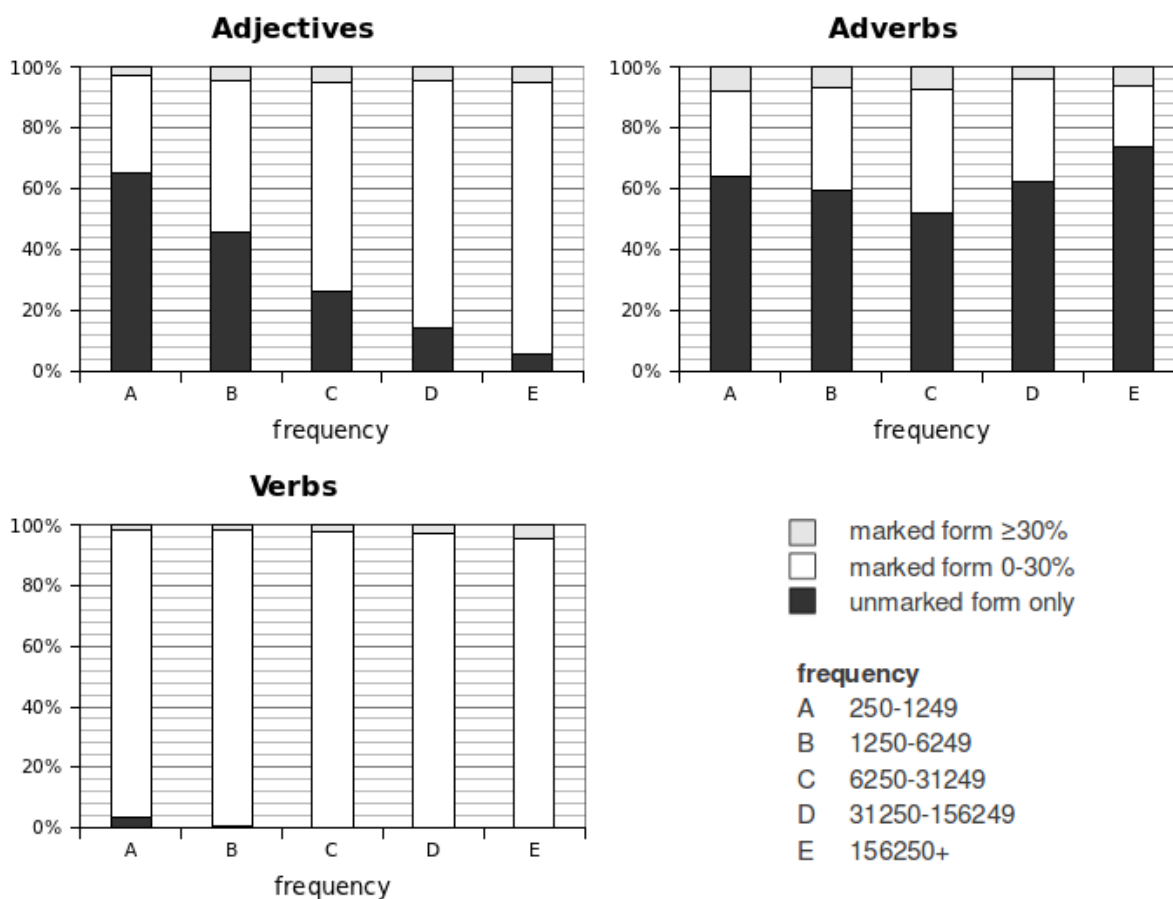 Adjectives
100%
80%
60%
40%
20%
0%
A B C D E
frequency
Adverbs
100%
80%
60%
40%
20%
0%
A B C D E
frequency
Verbs
100%
80%
60%
40%
20%
0%
A B C D E
frequency
marked form ≥30%
marked form 0-30%
unmarked form only
frequency
A 250-1249
B 1250-6249
C 6250-31249
D 31250-156249
E 156250+